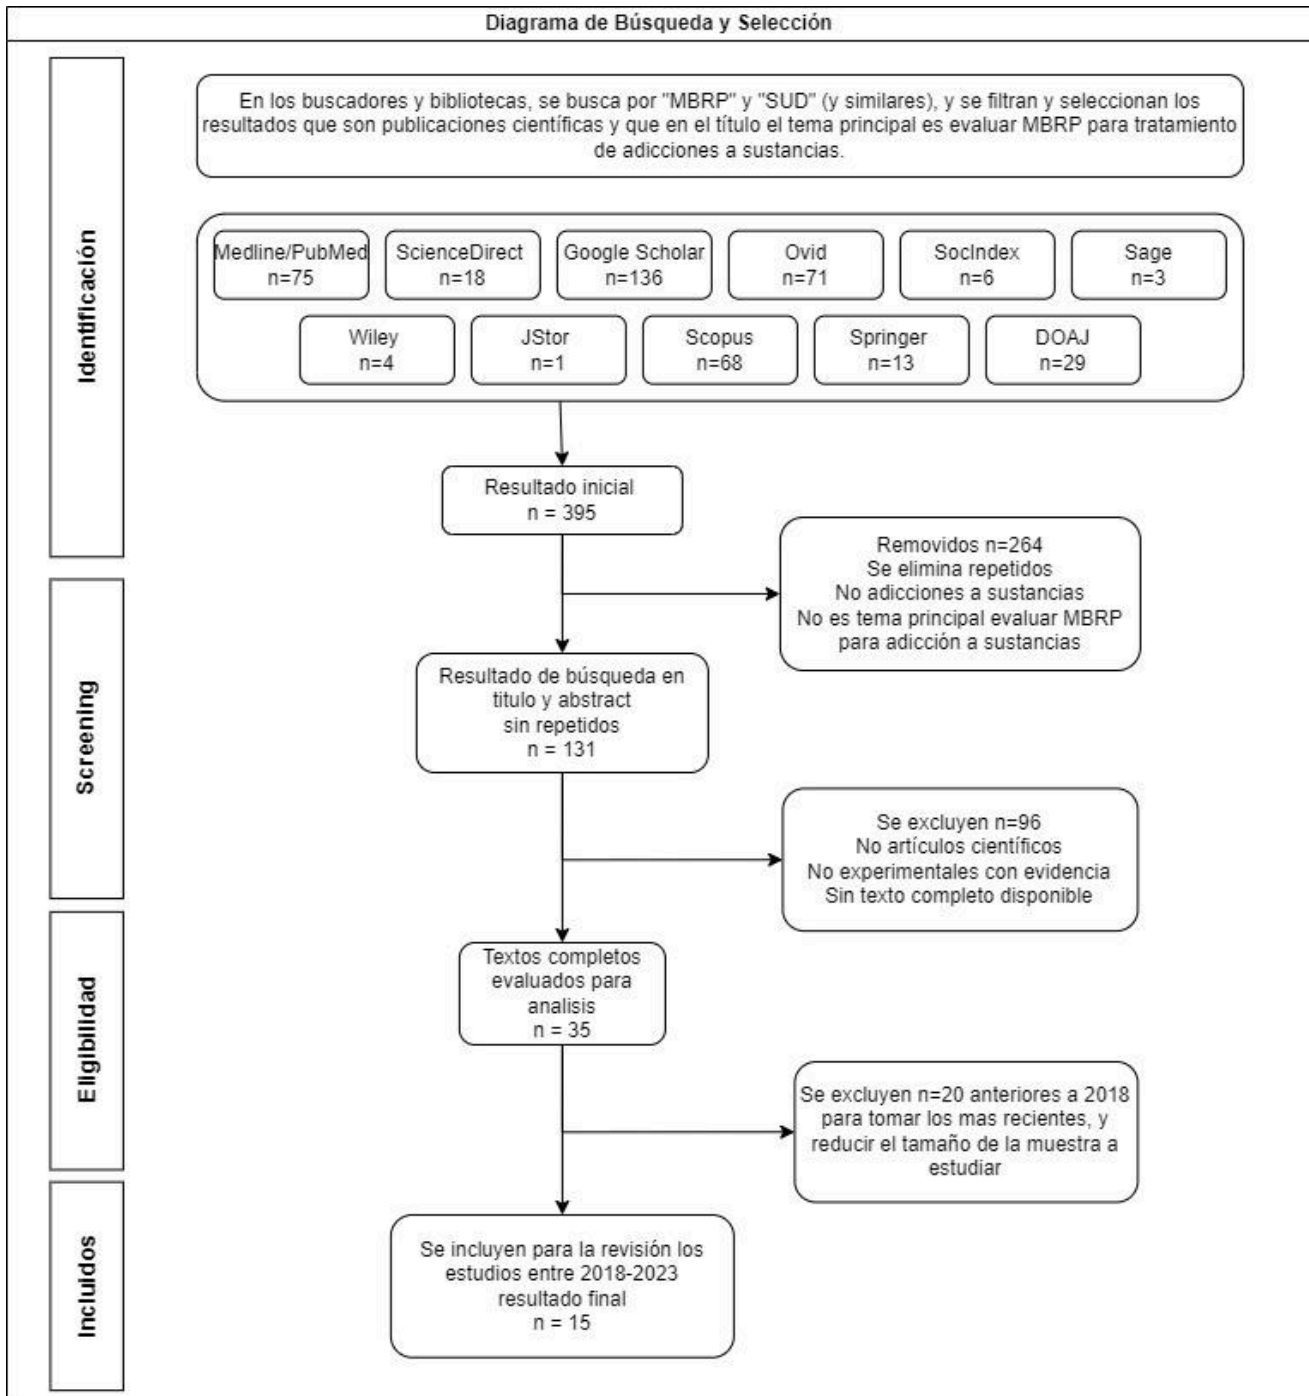 Diagrama de Búsqueda y Selección
Identificación
En los buscadores y bibliotecas, se busca por "MBRP" y "SUD" (y similares), y se filtran y seleccionan los
resultados que son publicaciones científicas y que en el título el tema principal es evaluar MBRP para tratamiento
de adicciones a sustancias.
Medline/PubMed
n=75
ScienceDirect
n=18
Google Scholar
n=136
Ovid
n=71
SocIndex
n=6
Sage
n=3
Wiley
n=4
JStor
n=1
Scopus
n=68
Springer
n=13
DOAJ
n=29
Resultado inicial
n = 395
Removidos n=264
Se elimina repetidos
No adicciones a sustancias
No es tema principal evaluar MBRP
para adicción a sustancias
Screening
Resultado de búsqueda en
titulo y abstract
sin repetidos
n = 131
Se excluyen n=96
No artículos científicos
No experimentales con evidencia
Sin texto completo disponible
Eligibilidad
Textos completos
evaluados para
analisis
n = 35
Se excluyen n=20 anteriores a 2018
para tomar los mas recientes, y
reducir el tamaño de la muestra a
estudiar
Incluidos
Se incluyen para la revisión los
estudios entre 2018-2023
resultado final
n = 15